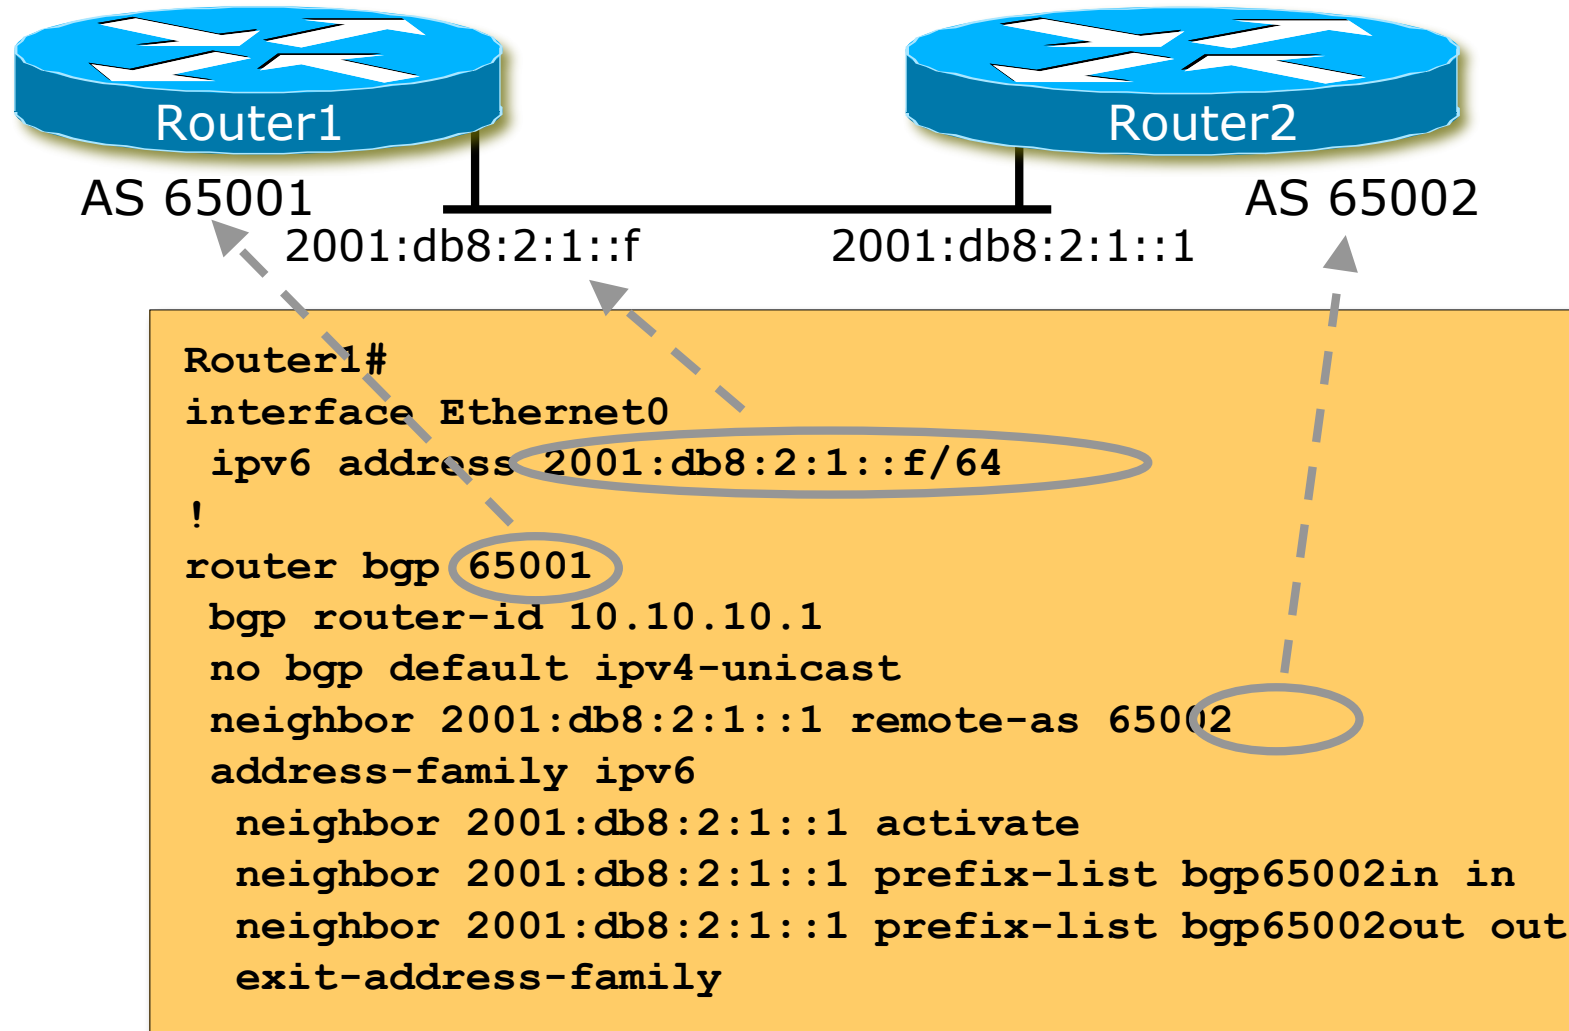 Router1
Router2
AS 65001
AS 65002
2001:db8:2:1::f
2001:db8:2:1::1
Router1#
interface Ethernet0
ipv6 address 2001:db8:2:1::f/64
!
router bgp 65001
bgp router-id 10.10.10.1
no bgp default ipv4-unicast
neighbor 2001:db8:2:1::1 remote-as 65002
address-family ipv6
neighbor 2001:db8:2:1::1 activate
neighbor 2001:db8:2:1::1 prefix-list bgp65002in in
neighbor 2001:db8:2:1::1 prefix-list bgp65002out out
exit-address-family